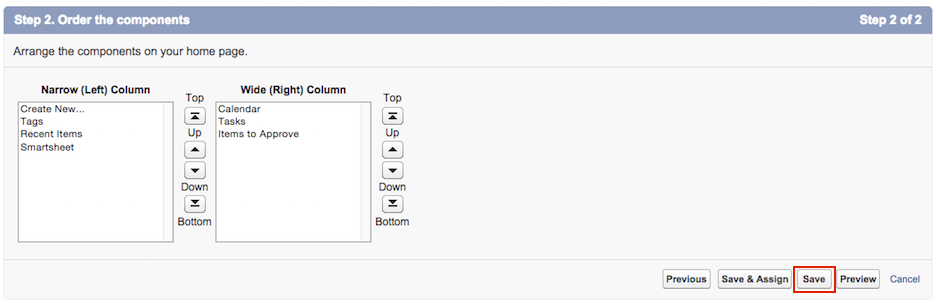 Step 2. Order the components
Step 2 of 2
Arrange the components on your home page.
Narrow (Left) Column
Create New...
Tags
Recent Items
Smartsheet
Top
Up
Down
Bottom
Wide (Right) Column
Calendar
Tasks
Items to Approve
Top
Up
Down
Bottom
Previous
Save & Assign
Save
Preview
Cancel